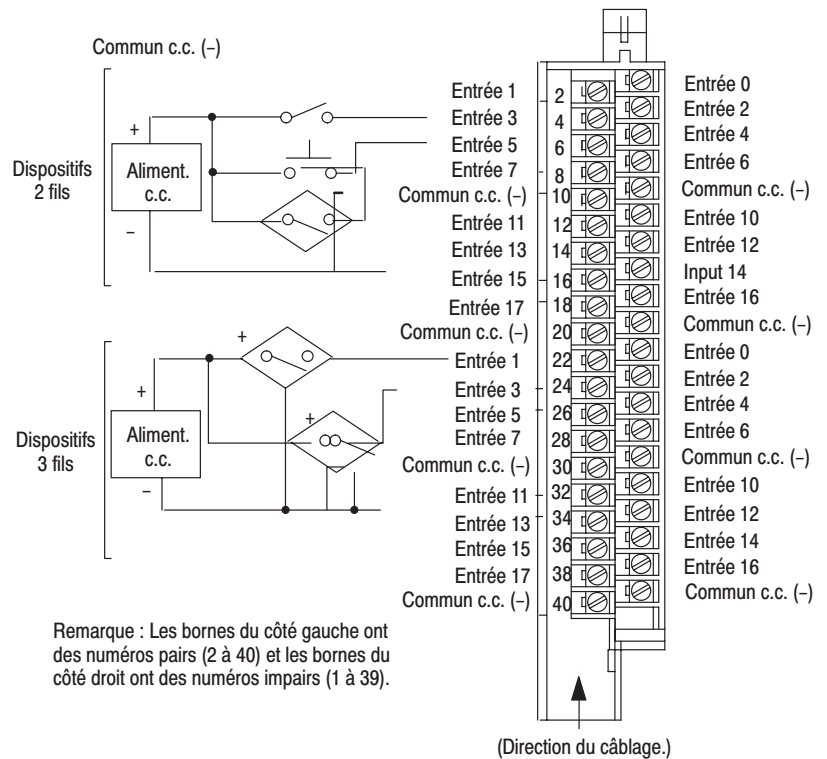 Commun c.c. (–)
Dispositifs
2 fils
+
Aliment.
c.c.
–
Dispositifs
3 fils
+
+
+
Aliment.
c.c.
–
Entrée 1
Entrée 3
Entrée 5
Entrée 7
Commun c.c. (–)
Entrée 11
Entrée 13
Entrée 15
Entrée 17
Commun c.c. (–)
Entrée 1
Entrée 3
Entrée 5
Entrée 7
Commun c.c. (–)
Entrée 11
Entrée 13
Entrée 15
Entrée 17
Commun c.c. (–)
2
4
6
8
10
12
14
16
18
20
22
24
26
28
30
32
34
36
38
40
Entrée 0
Entrée 2
Entrée 4
Entrée 6
Commun c.c. (–)
Entrée 10
Entrée 12
Input 14
Entrée 16
Commun c.c. (–)
Entrée 0
Entrée 2
Entrée 4
Entrée 6
Commun c.c. (–)
Entrée 10
Entrée 12
Entrée 14
Entrée 16
Commun c.c. (–)
Remarque : Les bornes du côté gauche ont
des numéros pairs (2 à 40) et les bornes du
côté droit ont des numéros impairs (1 à 39).
(Direction du câblage.)